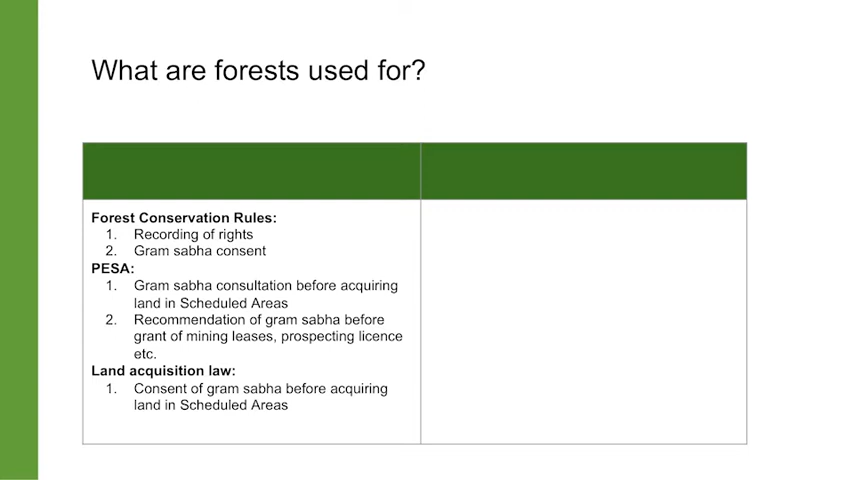 What are forests used for?
Forest Conservation Rules:
1. Recording of rights
2. Gram sabha consent
PESA:
1. Gram sabha consultation before acquiring
land in Scheduled Areas
2. Recommendation of gram sabha before
grant of mining leases, prospecting licence
etc.
Land acquisition law:
1. Consent of gram sabha before acquiring
land in Scheduled Areas